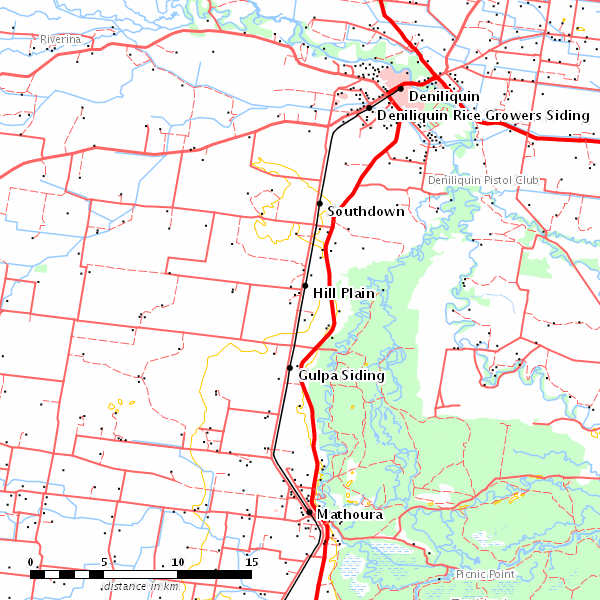 Riverina
Deniliquin
Deniliquin Rice Growers Siding
Deniliquin Pistol Club
Southdown
Hill Plain
Gulpa Siding
Mathoura
0 5 10 15
distance in km
Picnic Point